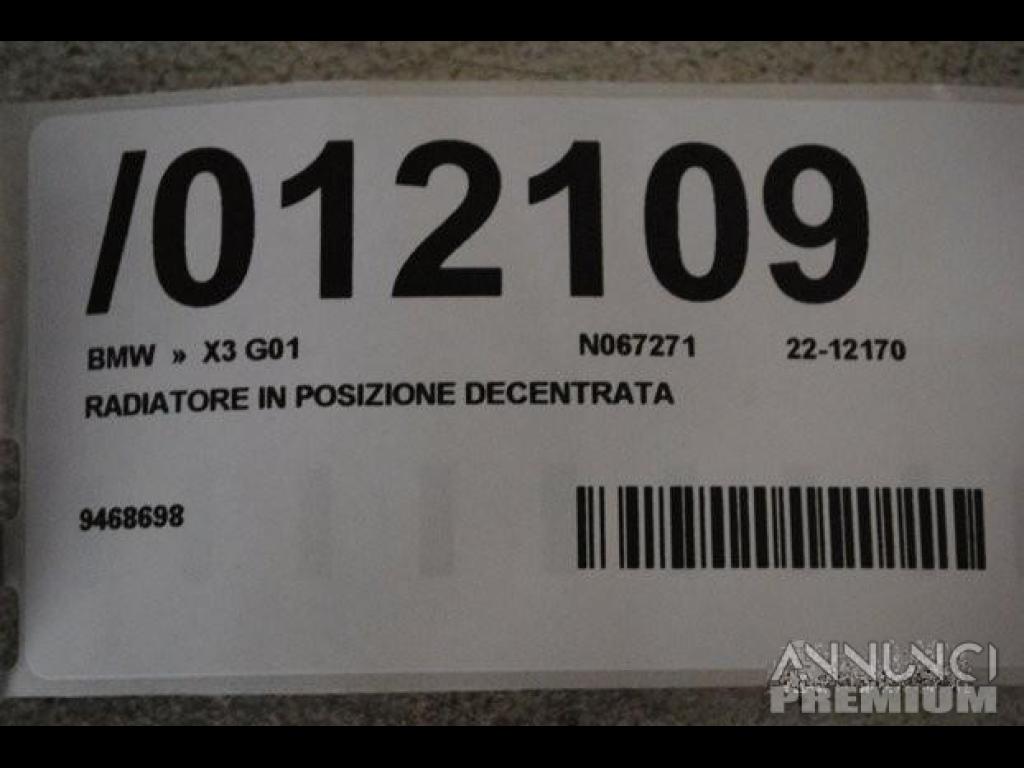 /012109
BMW » X3 G01 N067271 22-12170
RADIATORE IN POSIZIONE DECENTRATA
9468698
ANNUNCI
PREMIUM